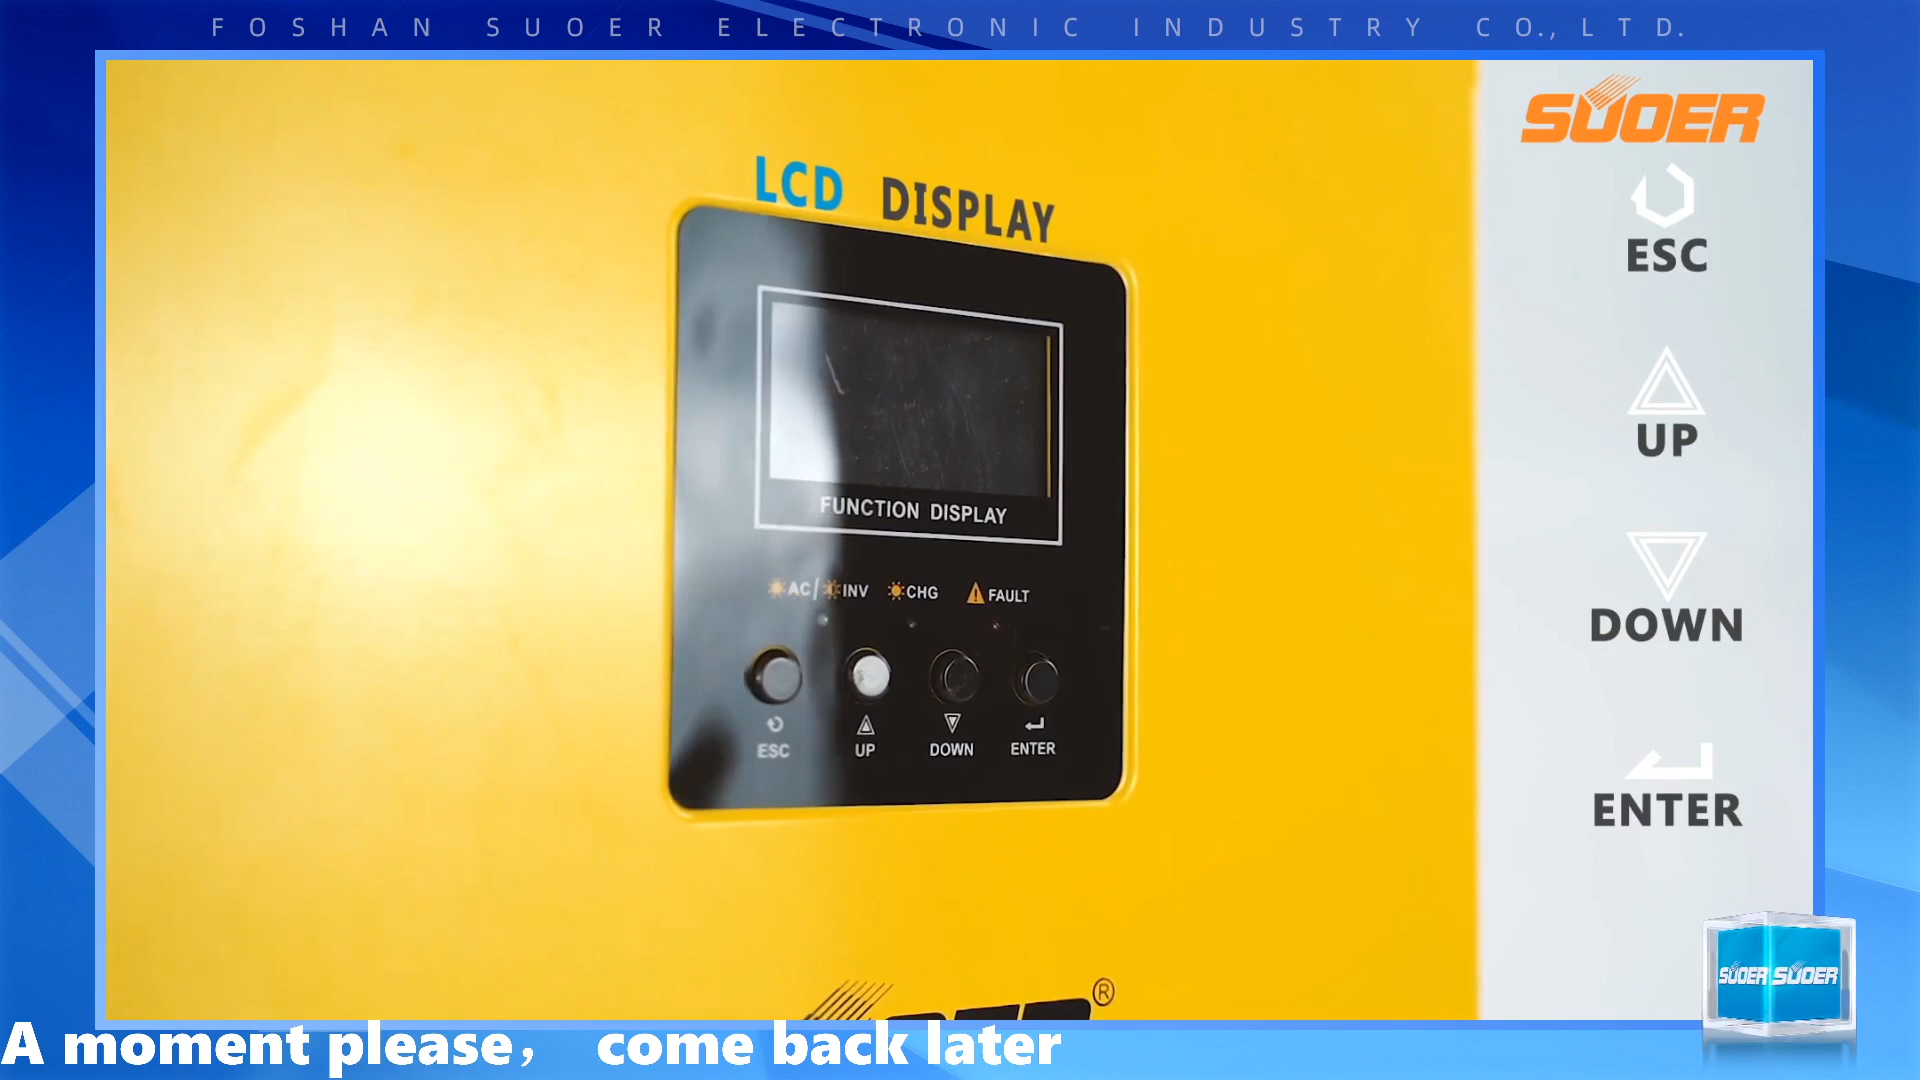 FOSHAN SUOER ELECTRONIC INDUSTRY CO., LTD.
SUOER
LCD DISPLAY
FUNCTION DISPLAY
AC/ INV CHG FAULT
ESC UP DOWN ENTER
ESC
UP
DOWN
ENTER
®
SUOER SUOER
A moment please， come back later